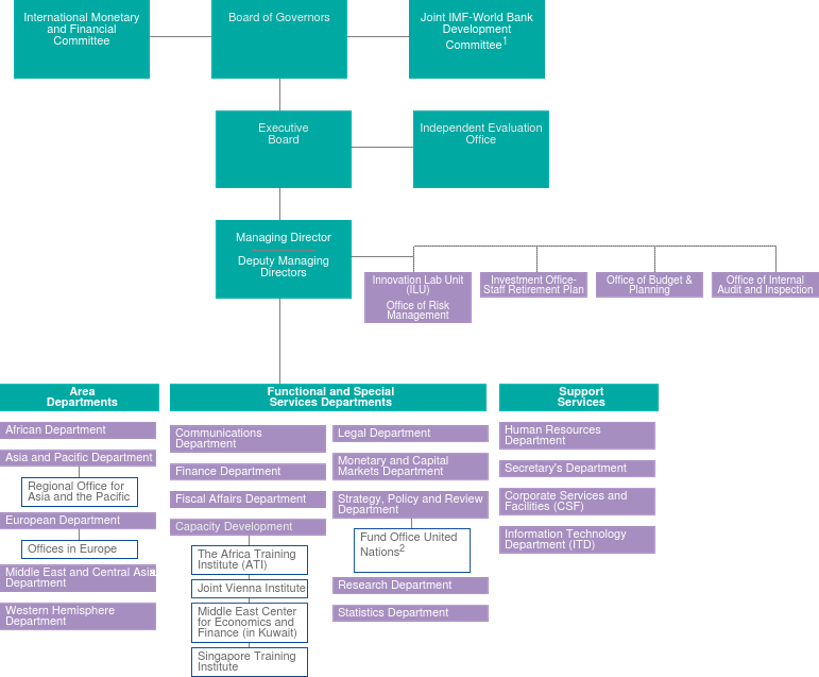 International Monetary
and Financial
Committee
Board of Governors
Joint IMF-World Bank
Development
Committee1
Executive
Board
Independent Evaluation
Office
Managing Director
Deputy Managing
Directors
Innovation Lab Unit
(ILU)
Office of Risk
Management
Investment Office-
Staff Retirement Plan
Office of Budget &
Planning
Office of Internal
Audit and Inspection
Area
Departments
African Department
Asia and Pacific Department
Regional Office for
Asia and the Pacific
European Department
Offices in Europe
Middle East and Central Asia
Department
Western Hemisphere
Department
Functional and Special
Services Departments
Communications
Department
Finance Department
Fiscal Affairs Department
Capacity Development
The Africa Training
Institute (ATI)
Joint Vienna Institute
Middle East Center
for Economics and
Finance (in Kuwait)
Singapore Training
Institute
Legal Department
Monetary and Capital
Markets Department
Strategy, Policy and Review
Department
Fund Office United
Nations2
Research Department
Statistics Department
Support
Services
Human Resources
Department
Secretary's Department
Corporate Services and
Facilities (CSF)
Information Technology
Department (ITD)